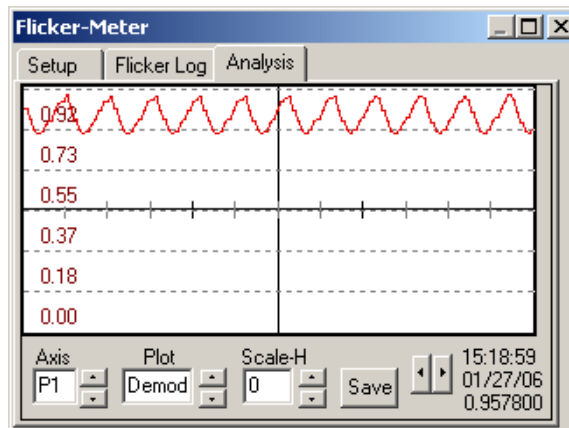 Flicker-Meter
Setup Flicker Log Analysis
0.92
0.73
0.55
0.37
0.18
0.00
Axis Plot Scale-H
P1 Demod 0 Save
15:18:59
01/27/06
0.957800